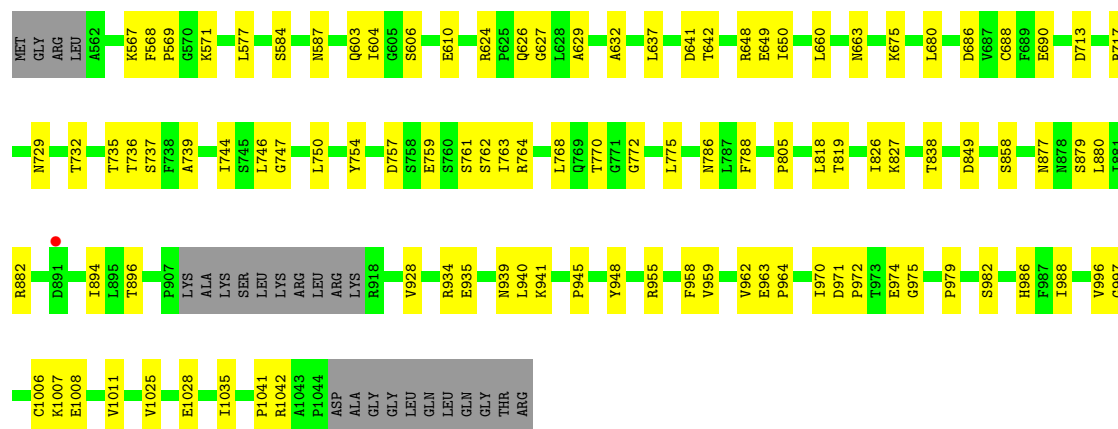 MET GLY ARG LEU A562 K567 F568 P569 G570 K571 L577 S584 N587 Q603 I604 G605 S606 E610 R624 P625 Q626 G627 L628 A629 A632 L637 D641 T642 R648 E649 I650 L660 N663 K675 L680 D686 V687 C688 F689 E690 D713
N729 T732 T735 T736 S737 F738 A739 I744 S745 L746 G747 L750 Y754 D757 S758 E759 S760 S761 S762 I763 R764 L768 Q769 T770 G771 G772 L775 N786 L787 F788 P805 L818 T819 I826 K827 T838 D849 S858 N877 N878 S879 L880
R882 D891 I894 L895 T896 P907 LYS ALA LYS SER LEU LYS ARG LEU ARG LYS R918 V928 R934 E935 N939 L940 K941 P945 Y948 R955 F958 V959 V962 E963 P964 I970 D971 P972 T973 E974 G975 P979 S982 H986 F987 I988 V996
C1006 K1007 E1008 V1011 V1025 E1028 I1035 P1041 R1042 A1043 P1044 ASP ALA GLY GLY LEU GLN LEU GLN GLY THR ARG